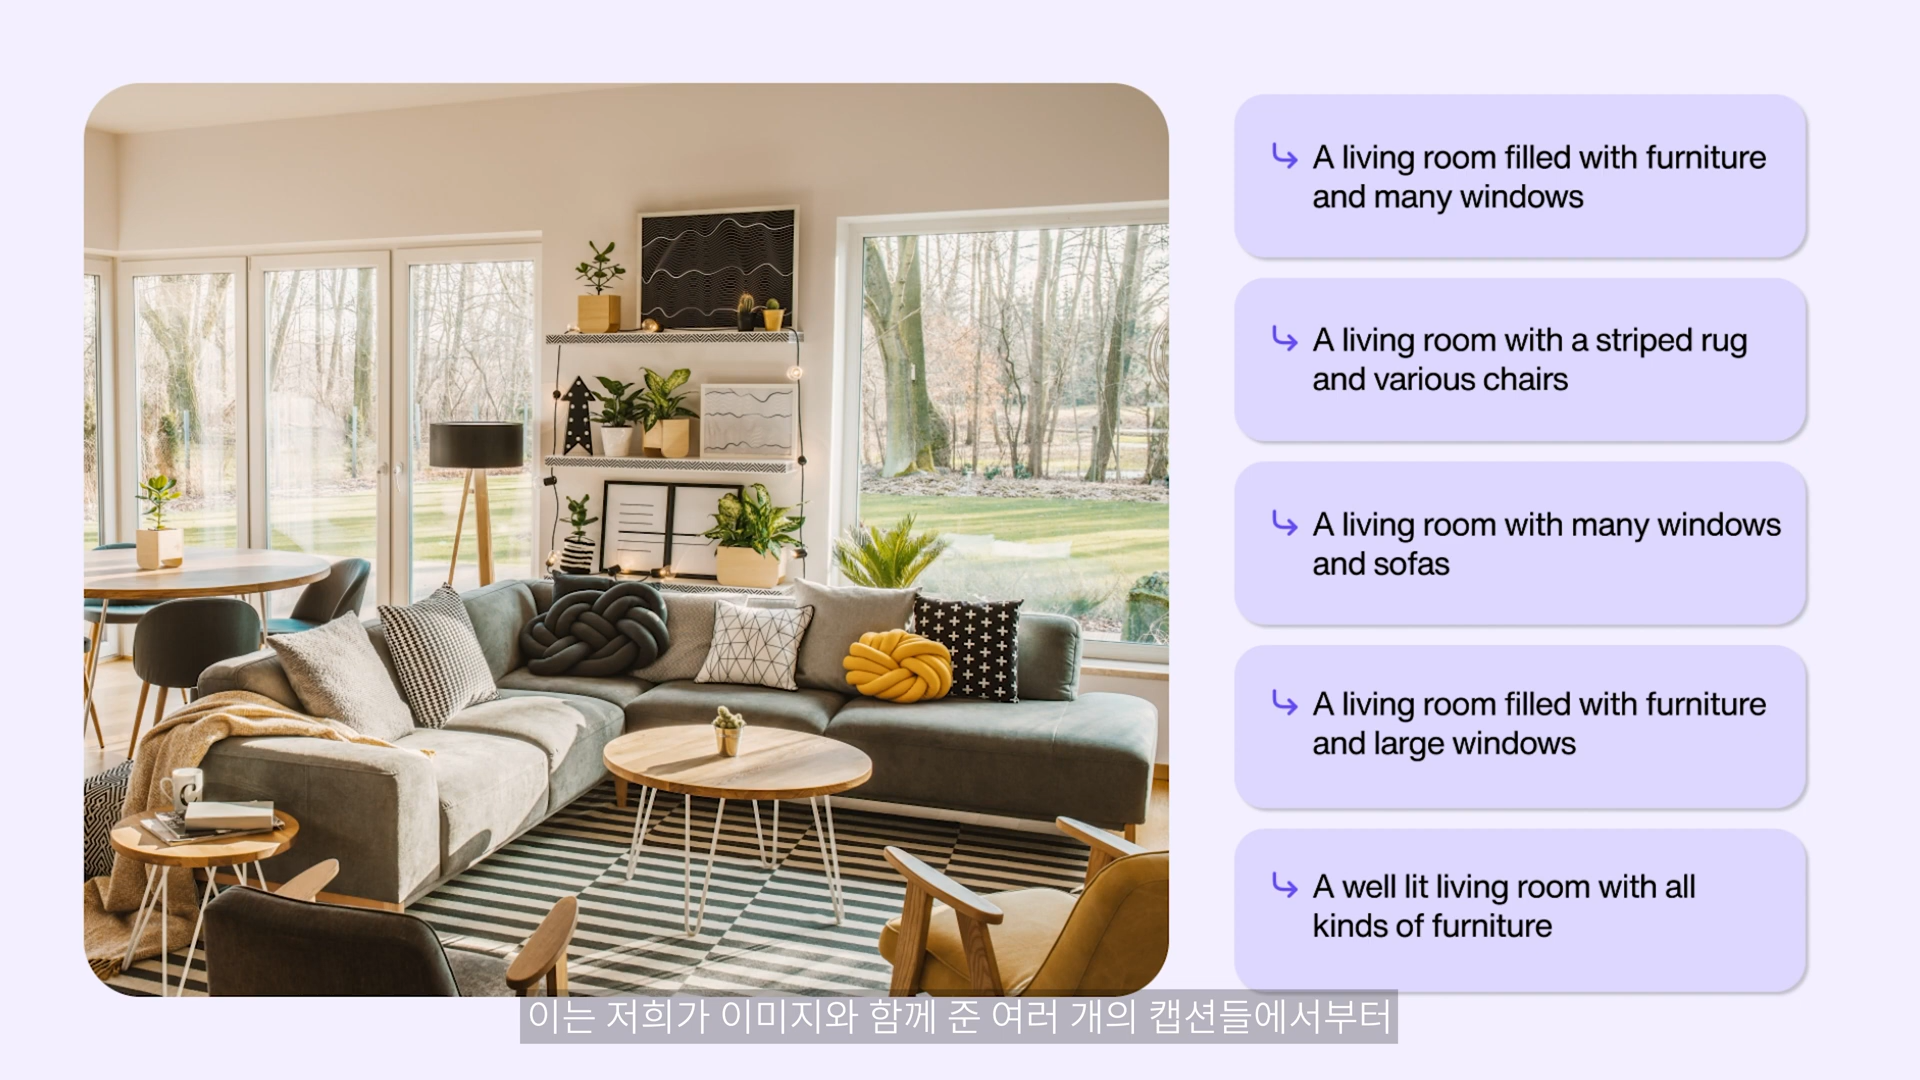 A living room filled with furniture
and many windows
A living room with a striped rug
and various chairs
A living room with many windows
and sofas
A living room filled with furniture
and large windows
A well lit living room with all
kinds of furniture
C
이는 저희가 이미지와 함께 준 여러 개의 캡션들에서부터